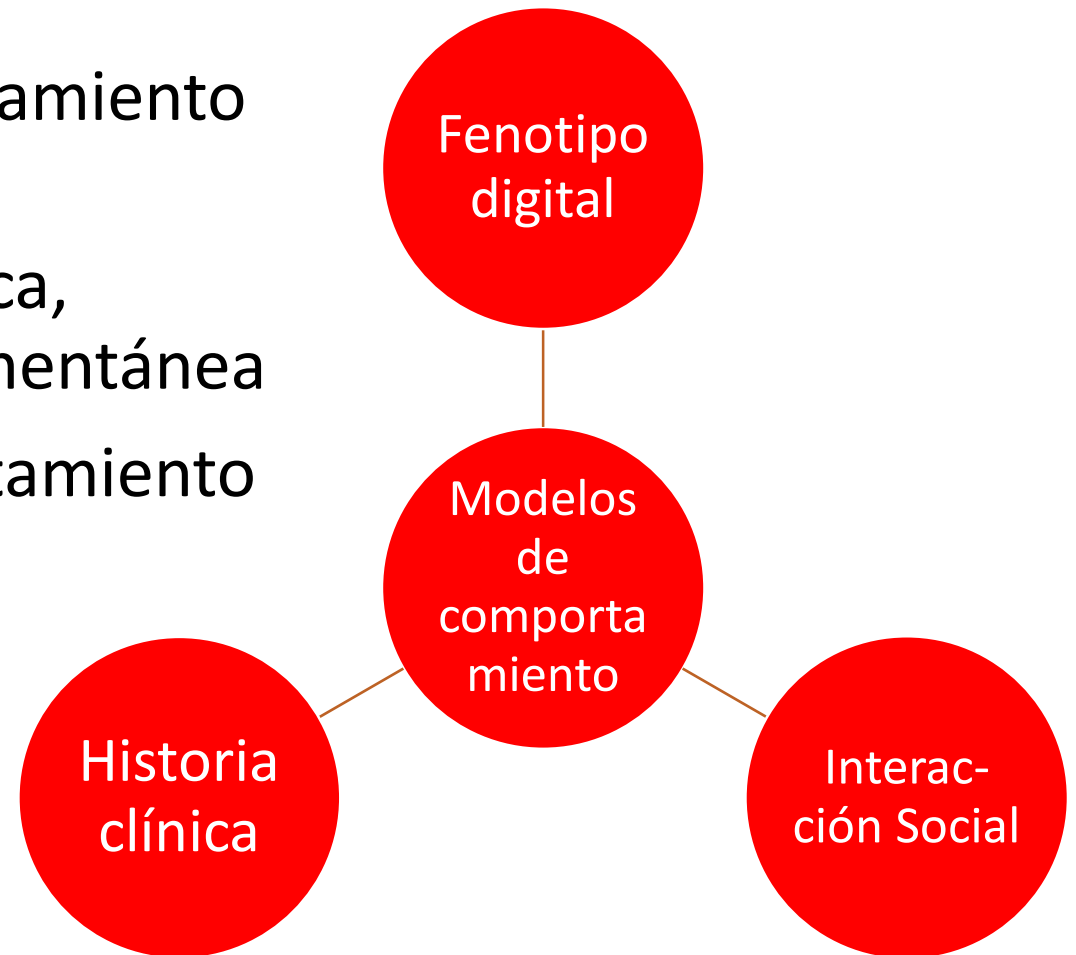 amiento
ca,
nentánea
tamiento
Fenotipo
digital
Modelos
de
comporta
miento
Historia
clínica
Interac-
ción Social